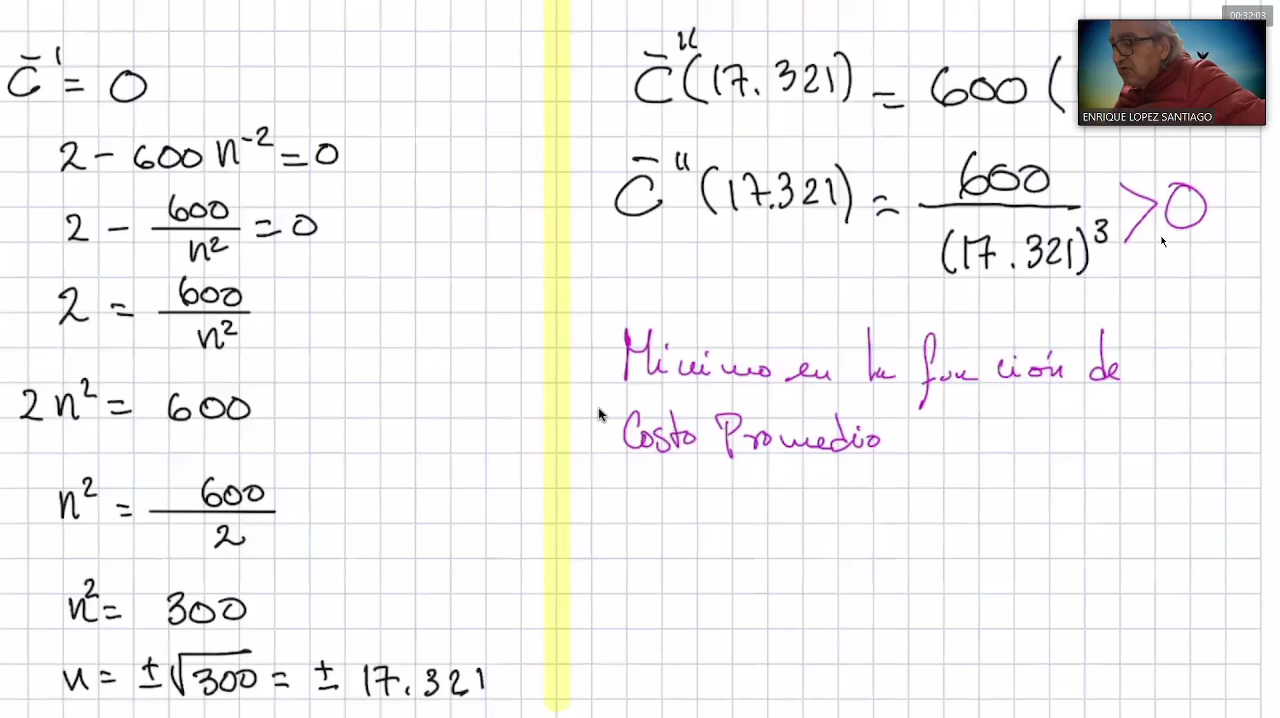 C̄' = 0
2 - 600 n⁻² = 0
2 - 600/n² = 0
2 = 600/n²
2n² = 600
n² = 600/2
n² = 300
n = ±√300 = ± 17.321
C̄''(17.321) = 600(
C̄''(17.321) = 600/(17.321)³ > 0
Minimo en la función de
Costo Promedio
00:32:03
ENRIQUE LOPEZ SANTIAGO